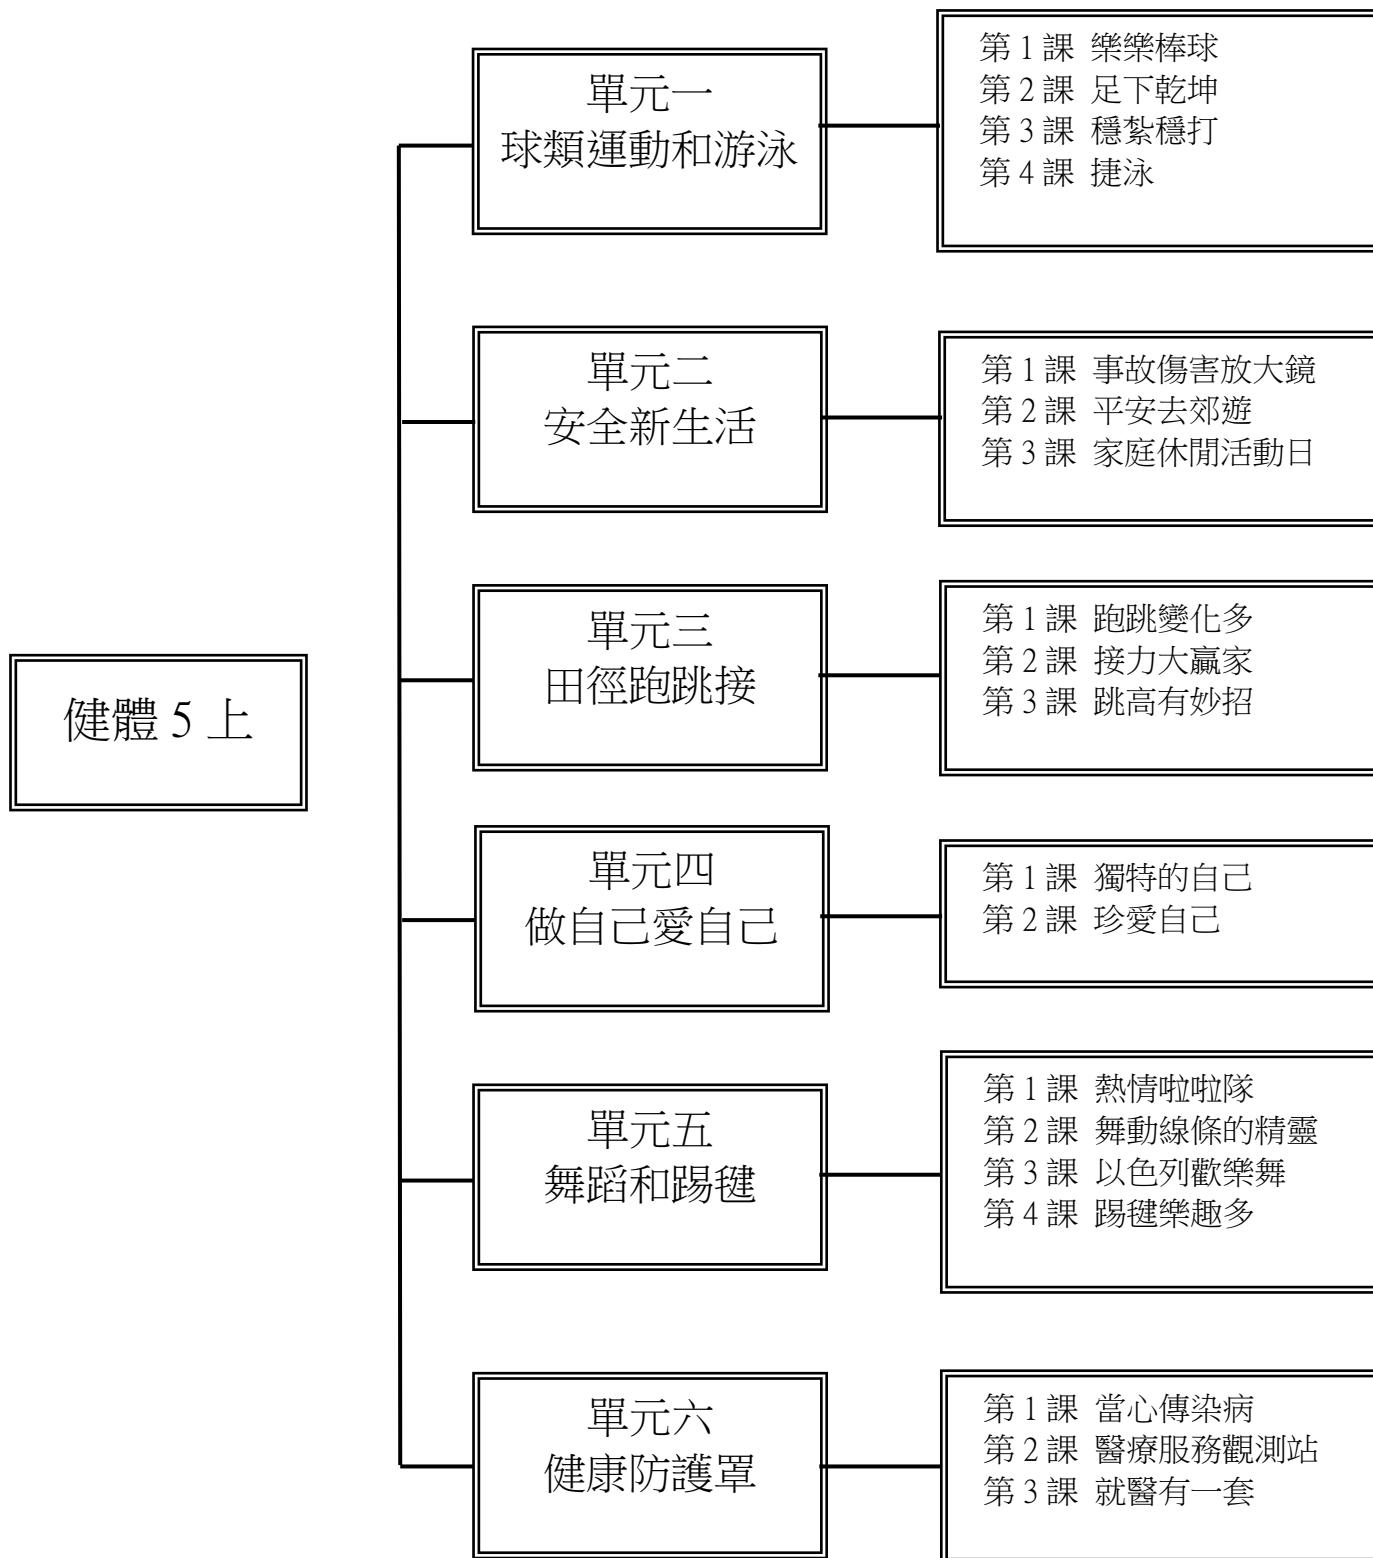 健體 5 上
單元一
球類運動和游泳
第 1 課 樂樂棒球
第 2 課 足下乾坤
第 3 課 穩紮穩打
第 4 課 捷泳
單元二
安全新生活
第 1 課 事故傷害放大鏡
第 2 課 平安去郊遊
第 3 課 家庭休閒活動日
單元三
田徑跑跳接
第 1 課 跑跳變化多
第 2 課 接力大贏家
第 3 課 跳高有妙招
單元四
做自己愛自己
第 1 課 獨特的自己
第 2 課 珍愛自己
單元五
舞蹈和踢毽
第 1 課 熱情啦啦隊
第 2 課 舞動線條的精靈
第 3 課 以色列歡樂舞
第 4 課 踢毽樂趣多
單元六
健康防護罩
第 1 課 當心傳染病
第 2 課 醫療服務觀測站
第 3 課 就醫有一套